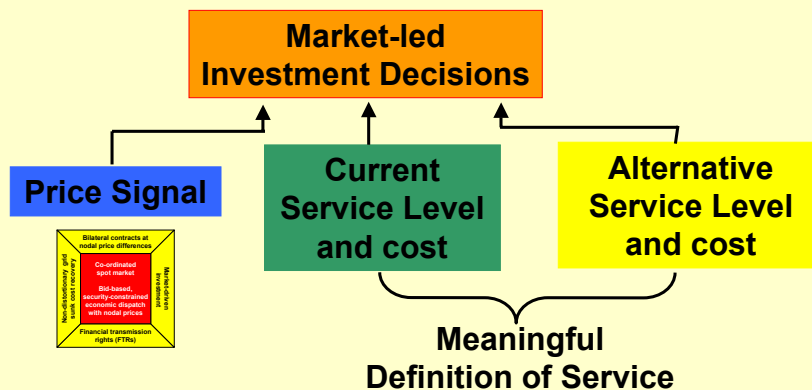 Market-led
Investment Decisions
Price Signal
Current
Service Level
and cost
Alternative
Service Level
and cost
Bilateral contracts at
nodal price differences
Non-distortionary grid
sunk cost recovery
Co-ordinated
spot market
Bid-based,
security-constrained
economic dispatch
with nodal prices
Market-driven
investment
Financial transmission
rights (FTRs)
Meaningful
Definition of Service